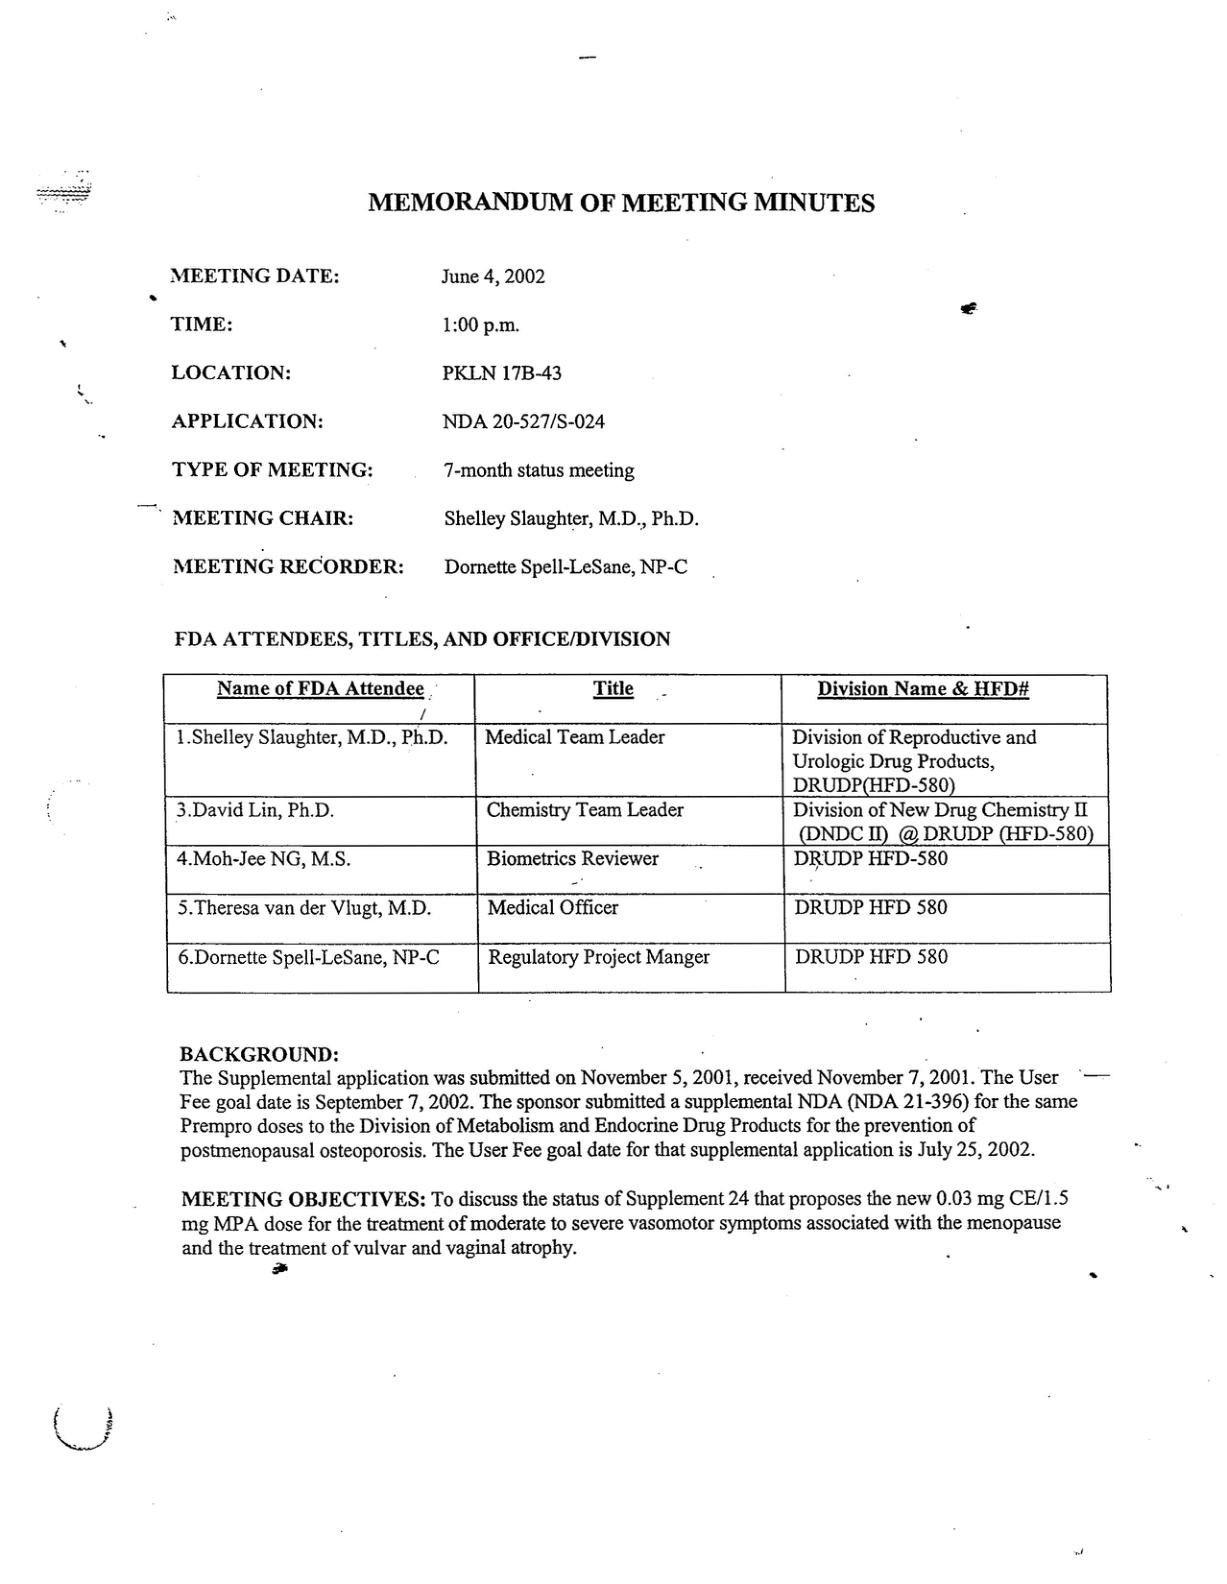 MEMORANDUM OF MEETING MINUTES
MEETING DATE: June 4, 2002
TIME: 1:00 p.m.
LOCATION: PKLN 17B-43
APPLICATION: NDA 20-527/S-024
TYPE OF MEETING: 7-month status meeting
MEETING CHAIR: Shelley Slaughter, M.D., Ph.D.
MEETING RECORDER: Dornette Spell-LeSane, NP-C
FDA ATTENDEES, TITLES, AND OFFICE/DIVISION
Name of FDA Attendee Title Division Name & HFD#
1.Shelley Slaughter, M.D., Ph.D. Medical Team Leader Division of Reproductive and
Urologic Drug Products,
DRUDP(HFD-580)
3.David Lin, Ph.D. Chemistry Team Leader Division of New Drug Chemistry II
(DNDC II) @ DRUDP (HFD-580)
4.Moh-Jee NG, M.S. Biometrics Reviewer DRUDP HFD-580
5.Theresa van der Vlugt, M.D. Medical Officer DRUDP HFD 580
6.Dornette Spell-LeSane, NP-C Regulatory Project Manger DRUDP HFD 580
BACKGROUND:
The Supplemental application was submitted on November 5, 2001, received November 7, 2001. The User
Fee goal date is September 7, 2002. The sponsor submitted a supplemental NDA (NDA 21-396) for the same
Prempro doses to the Division of Metabolism and Endocrine Drug Products for the prevention of
postmenopausal osteoporosis. The User Fee goal date for that supplemental application is July 25, 2002.
MEETING OBJECTIVES: To discuss the status of Supplement 24 that proposes the new 0.03 mg CE/1.5
mg MPA dose for the treatment of moderate to severe vasomotor symptoms associated with the menopause
and the treatment of vulvar and vaginal atrophy.